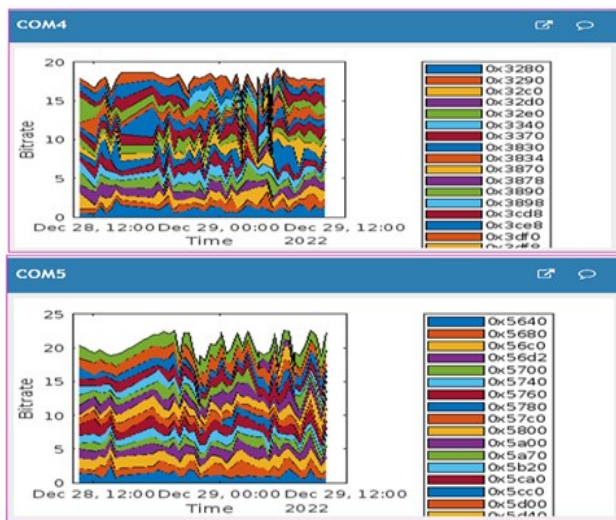 COM4
20
15
10
5
0
Bitrate
Dec 28, 12:00 Dec 29, 00:00 Dec 29, 12:00
Time 2022
0x3280
0x3290
0x32c0
0x32d0
0x32e0
0x3340
0x3370
0x3830
0x3834
0x3870
0x3878
0x3890
0x3898
0x3cd8
0x3ce8
0x3df0
0x3df8
COM5
25
20
15
10
5
0
Bitrate
Dec 28, 12:00 Dec 29, 00:00 Dec 29, 12:00
Time 2022
0x5640
0x5680
0x56c0
0x56d2
0x5700
0x5740
0x5760
0x5780
0x57c0
0x5800
0x5a00
0x5a70
0x5b20
0x5ca0
0x5cc0
0x5d00
0x5d40